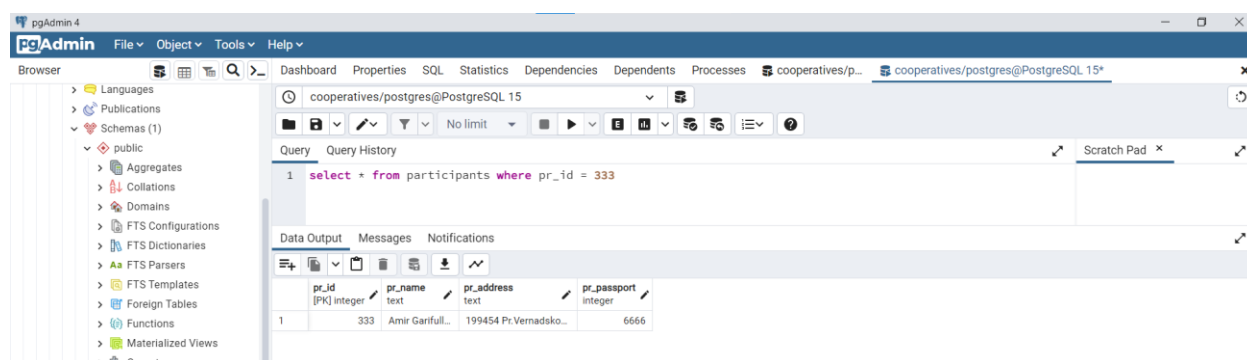 pgAdmin 4
pgAdmin File Object Tools Help
Browser Dashboard Properties SQL Statistics Dependencies Dependents Processes cooperatives/p... cooperatives/postgres@PostgreSQL 15*
Languages
Publications
Schemas (1)
public
Aggregates
Collations
Domains
FTS Configurations
FTS Dictionaries
Aa FTS Parsers
FTS Templates
Foreign Tables
Functions
Materialized Views
cooperatives/postgres@PostgreSQL 15
No limit
Query Query History Scratch Pad
1 select * from participants where pr_id = 333
Data Output Messages Notifications
pr_id pr_name pr_address pr_passport
[PK] integer text text integer
1 333 Amir Garifull... 199454 Pr.Vernadsko... 6666